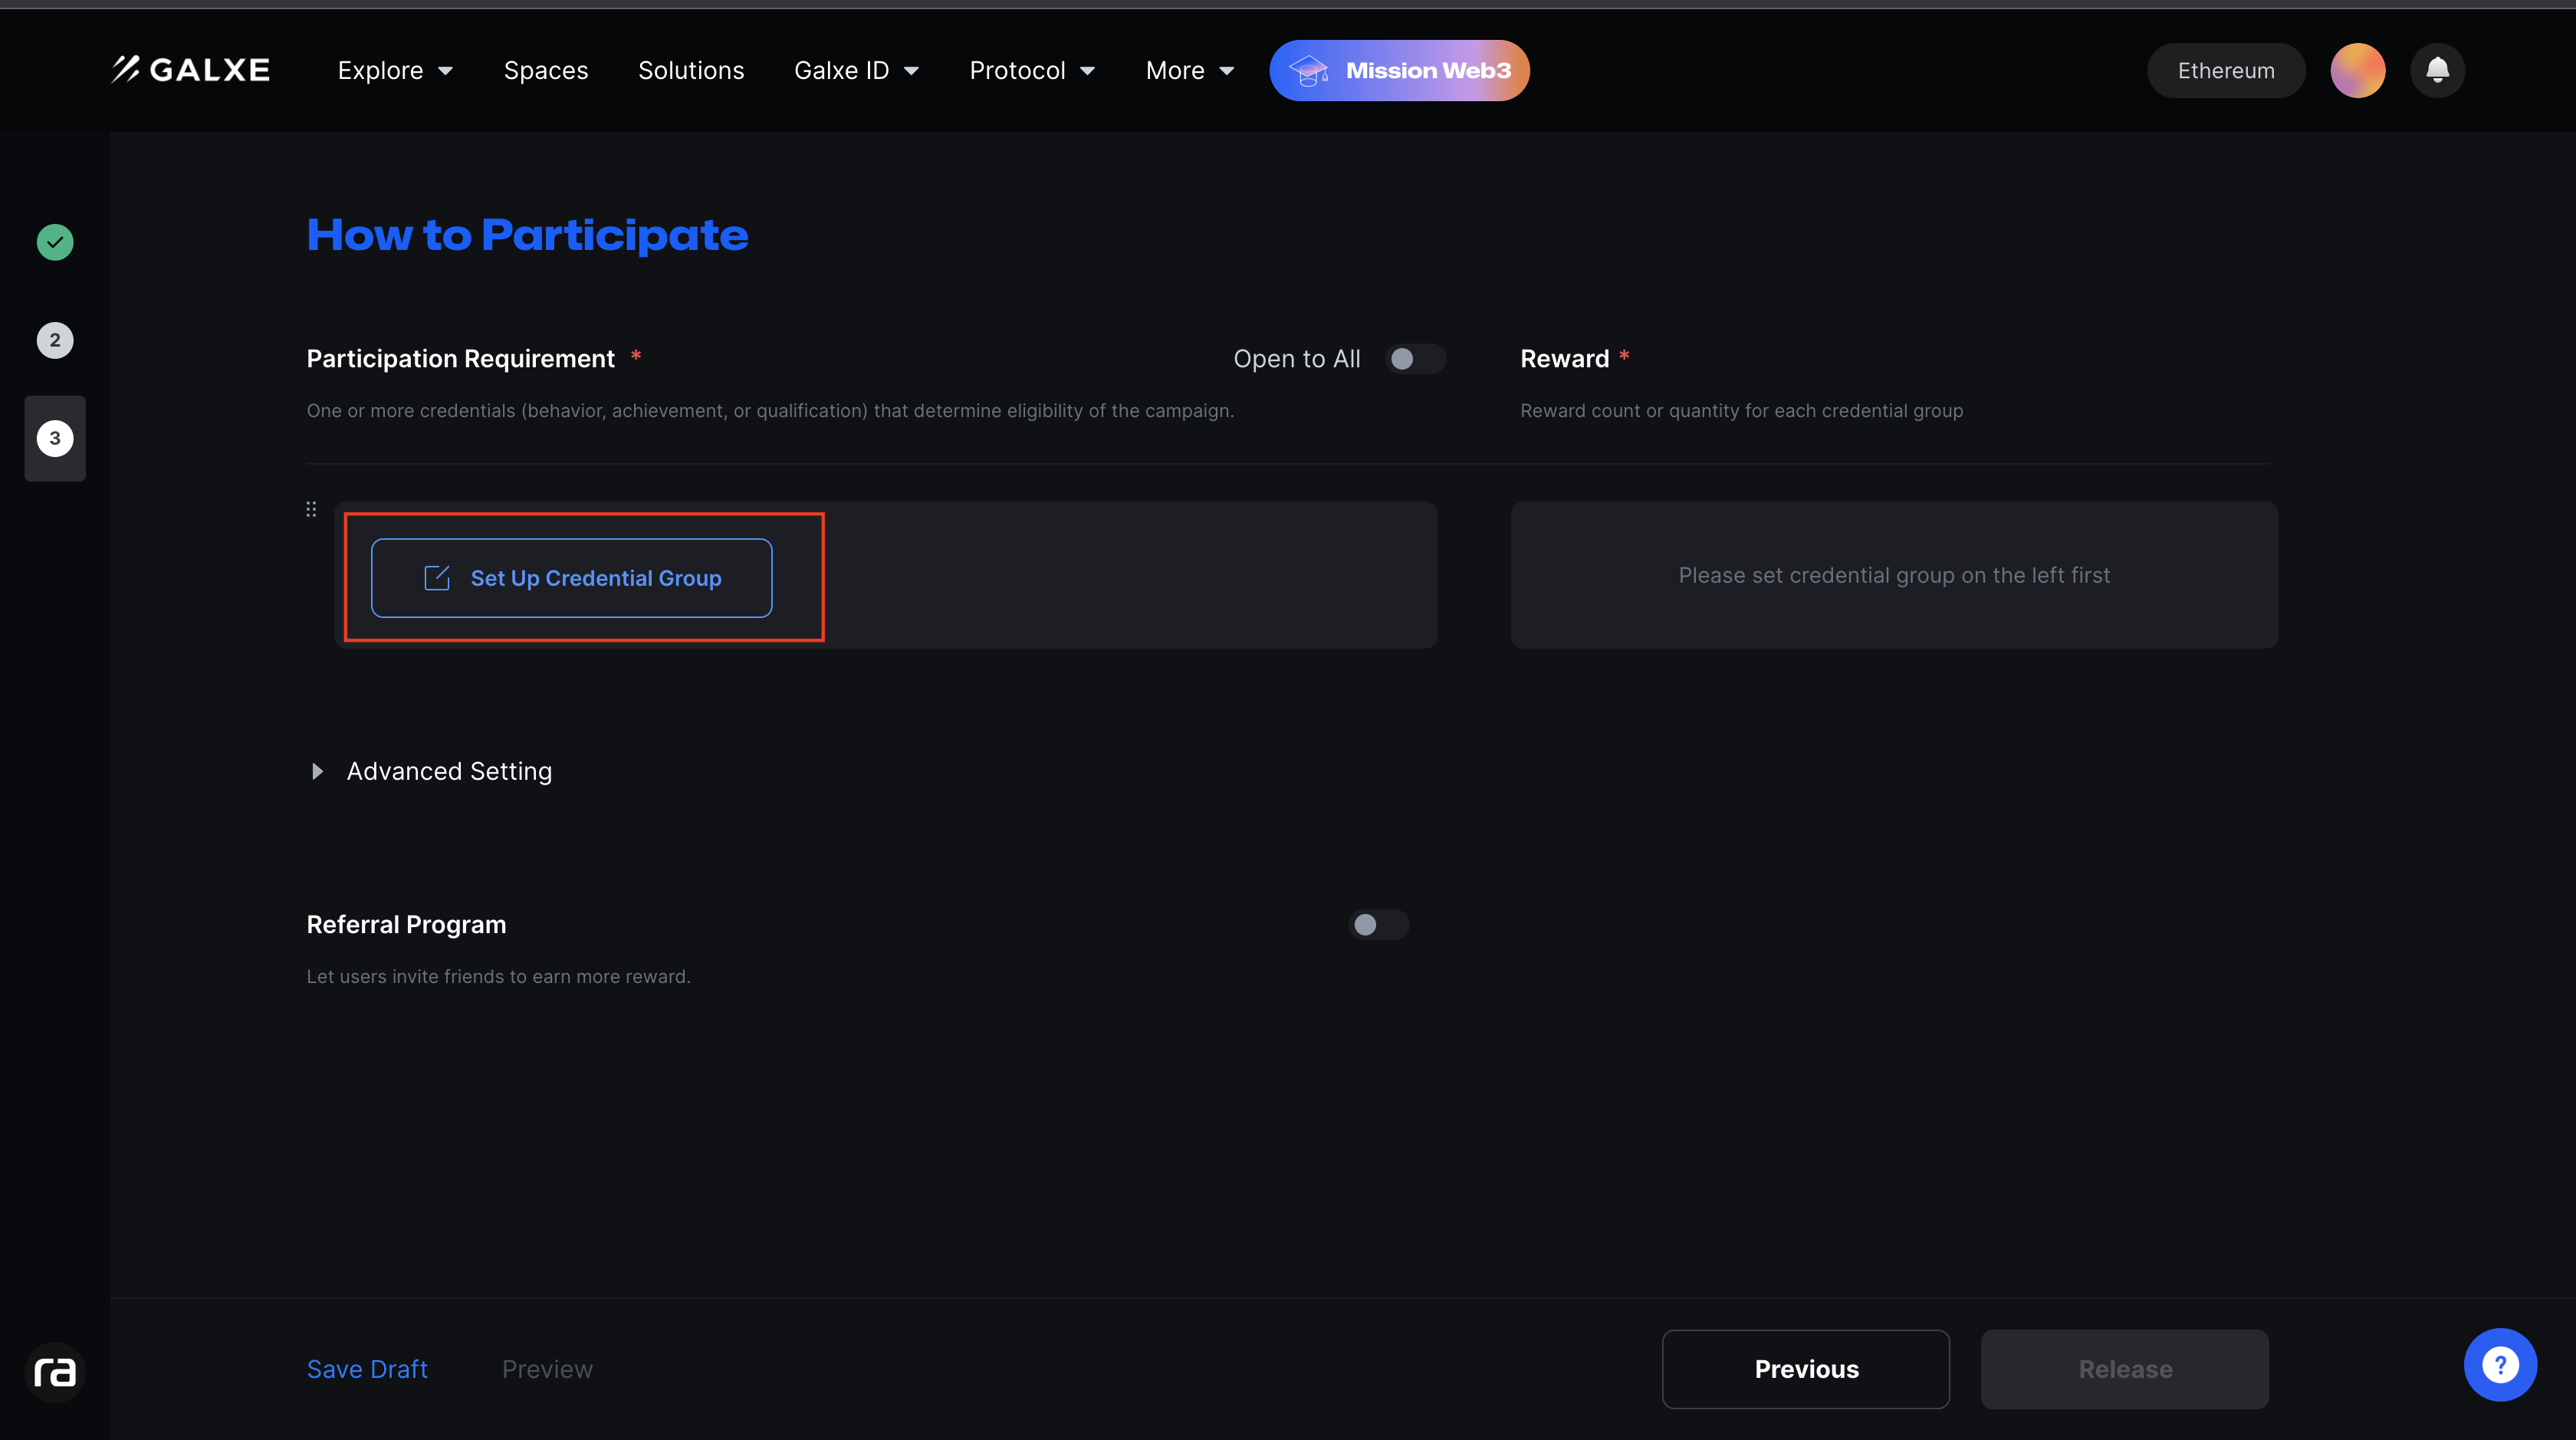 GALXE Explore Spaces Solutions Galxe ID Protocol More Mission Web3 Ethereum
How to Participate
2
3
Participation Requirement * Open to All Reward *
One or more credentials (behavior, achievement, or qualification) that determine eligibility of the campaign. Reward count or quantity for each credential group
Set Up Credential Group Please set credential group on the left first
Advanced Setting
Referral Program
Let users invite friends to earn more reward.
ra Save Draft Preview Previous Release ?